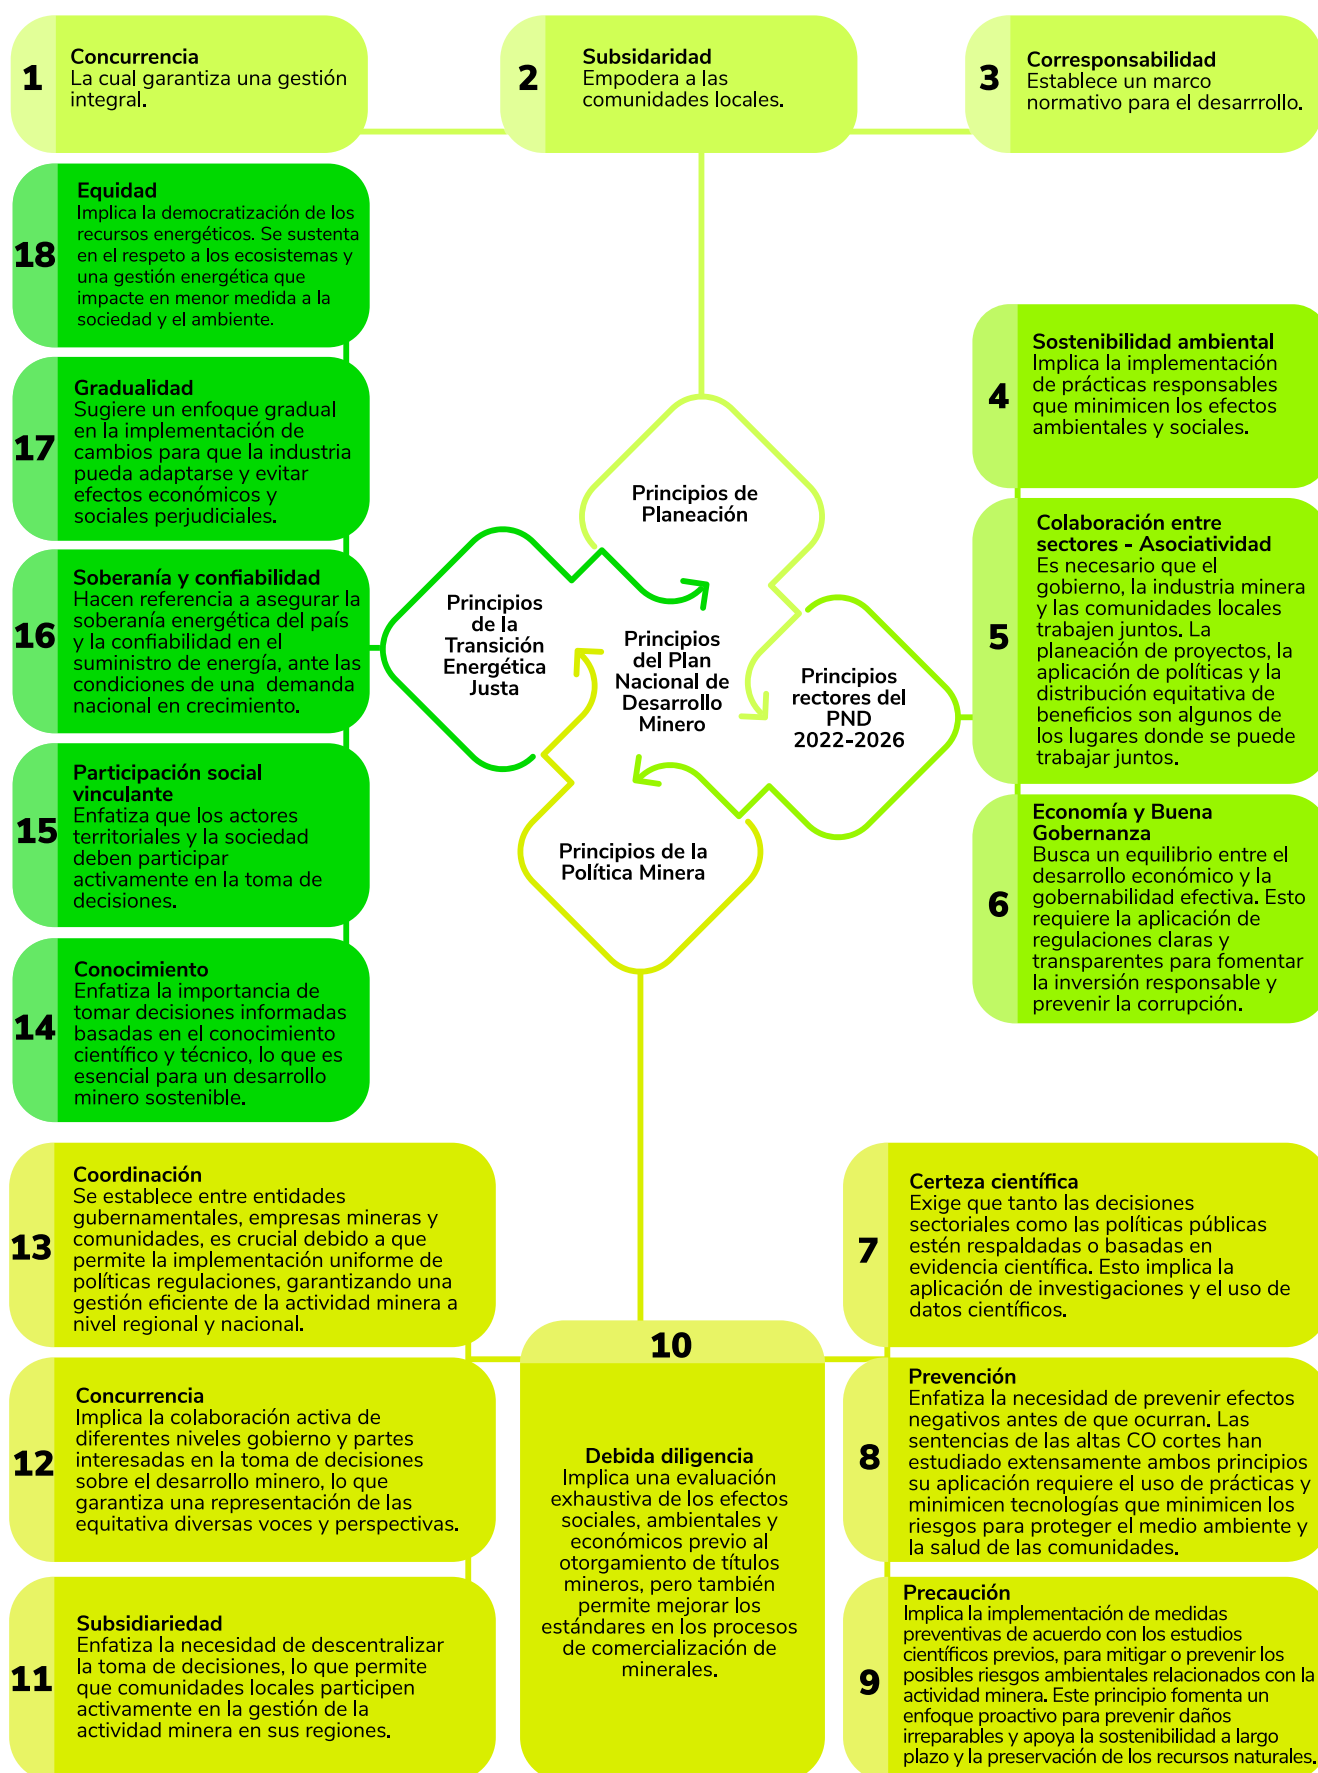 1
Concurrencia
La cual garantiza una gestión
integral.
2
Subsidaridad
Empodera a las
comunidades locales.
3
Corresponsabilidad
Establece un marco
normativo para el desarrrollo.
18
Equidad
Implica la democratización de los
recursos energéticos. Se sustenta
en el respeto a los ecosistemas y
una gestión energética que
impacte en menor medida a la
sociedad y el ambiente.
17
Gradualidad
Sugiere un enfoque gradual
en la implementación de
cambios para que la industria
pueda adaptarse y evitar
efectos económicos y
sociales perjudiciales.
16
Soberanía y confiabilidad
Hacen referencia a asegurar la
soberanía energética del país
y la confiabilidad en el
suministro de energía, ante las
condiciones de una demanda
nacional en crecimiento.
15
Participación social
vinculante
Enfatiza que los actores
territoriales y la sociedad
deben participar
activamente en la toma de
decisiones.
14
Conocimiento
Enfatiza la importancia de
tomar decisiones informadas
basadas en el conocimiento
científico y técnico, lo que es
esencial para un desarrollo
minero sostenible.
Principios de
Planeación
Principios
de la
Transición
Energética
Justa
Principios
del Plan
Nacional de
Desarrollo
Minero
Principios
rectores del
PND
2022-2026
Principios de la
Política Minera
4
Sostenibilidad ambiental
Implica la implementación
de prácticas responsables
que minimicen los efectos
ambientales y sociales.
5
Colaboración entre
sectores - Asociatividad
Es necesario que el
gobierno, la industria minera
y las comunidades locales
trabajen juntos. La
planeación de proyectos, la
aplicación de políticas y la
distribución equitativa de
beneficios son algunos de
los lugares donde se puede
trabajar juntos.
6
Economía y Buena
Gobernanza
Busca un equilibrio entre el
desarrollo económico y la
gobernabilidad efectiva. Esto
requiere la aplicación de
regulaciones claras y
transparentes para fomentar
la inversión responsable y
prevenir la corrupción.
13
Coordinación
Se establece entre entidades
gubernamentales, empresas mineras y
comunidades, es crucial debido a que
permite la implementación uniforme de
políticas regulaciones, garantizando una
gestión eficiente de la actividad minera a
nivel regional y nacional.
12
Concurrencia
Implica la colaboración activa de
diferentes niveles gobierno y partes
interesadas en la toma de decisiones
sobre el desarrollo minero, lo que
garantiza una representación de las
equitativa diversas voces y perspectivas.
11
Subsidiariedad
Enfatiza la necesidad de descentralizar
la toma de decisiones, lo que permite
que comunidades locales participen
activamente en la gestión de la
actividad minera en sus regiones.
10
Debida diligencia
Implica una evaluación
exhaustiva de los efectos
sociales, ambientales y
económicos previo al
otorgamiento de títulos
mineros, pero también
permite mejorar los
estándares en los procesos
de comercialización de
minerales.
7
Certeza científica
Exige que tanto las decisiones
sectoriales como las políticas públicas
estén respaldadas o basadas en
evidencia científica. Esto implica la
aplicación de investigaciones y el uso de
datos científicos.
8
Prevención
Enfatiza la necesidad de prevenir efectos
negativos antes de que ocurran. Las
sentencias de las altas CO cortes han
estudiado extensamente ambos principios
su aplicación requiere el uso de prácticas y
minimicen tecnologías que minimicen los
riesgos para proteger el medio ambiente y
la salud de las comunidades.
9
Precaución
Implica la implementación de medidas
preventivas de acuerdo con los estudios
científicos previos, para mitigar o prevenir los
posibles riesgos ambientales relacionados con la
actividad minera. Este principio fomenta un
enfoque proactivo para prevenir daños
irreparables y apoya la sostenibilidad a largo
plazo y la preservación de los recursos naturales.